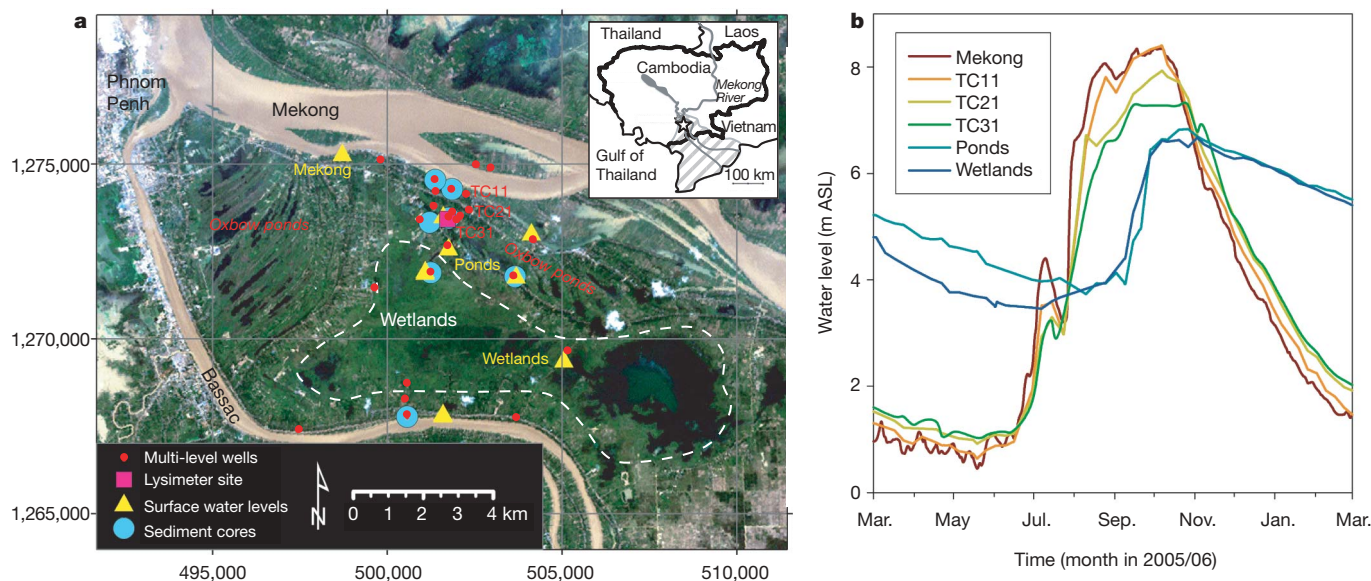 a
Phnom
Penh
Mekong
Mekong
Oxbow ponds
TC11
TC21
TC31
Oxbow ponds
Ponds
Wetlands
Wetlands
Bassac
Thailand
Laos
Cambodia
Mekong
River
Vietnam
Gulf of
Thailand
100 km
1,275,000
1,270,000
1,265,000
495,000 500,000 505,000 510,000
Multi-level wells
Lysimeter site
Surface water levels
Sediment cores
N
0 1 2 3 4 km
b
Mekong
TC11
TC21
TC31
Ponds
Wetlands
Water level (m ASL)
8
6
4
2
0
Mar. May Jul. Sep. Nov. Jan. Mar.
Time (month in 2005/06)